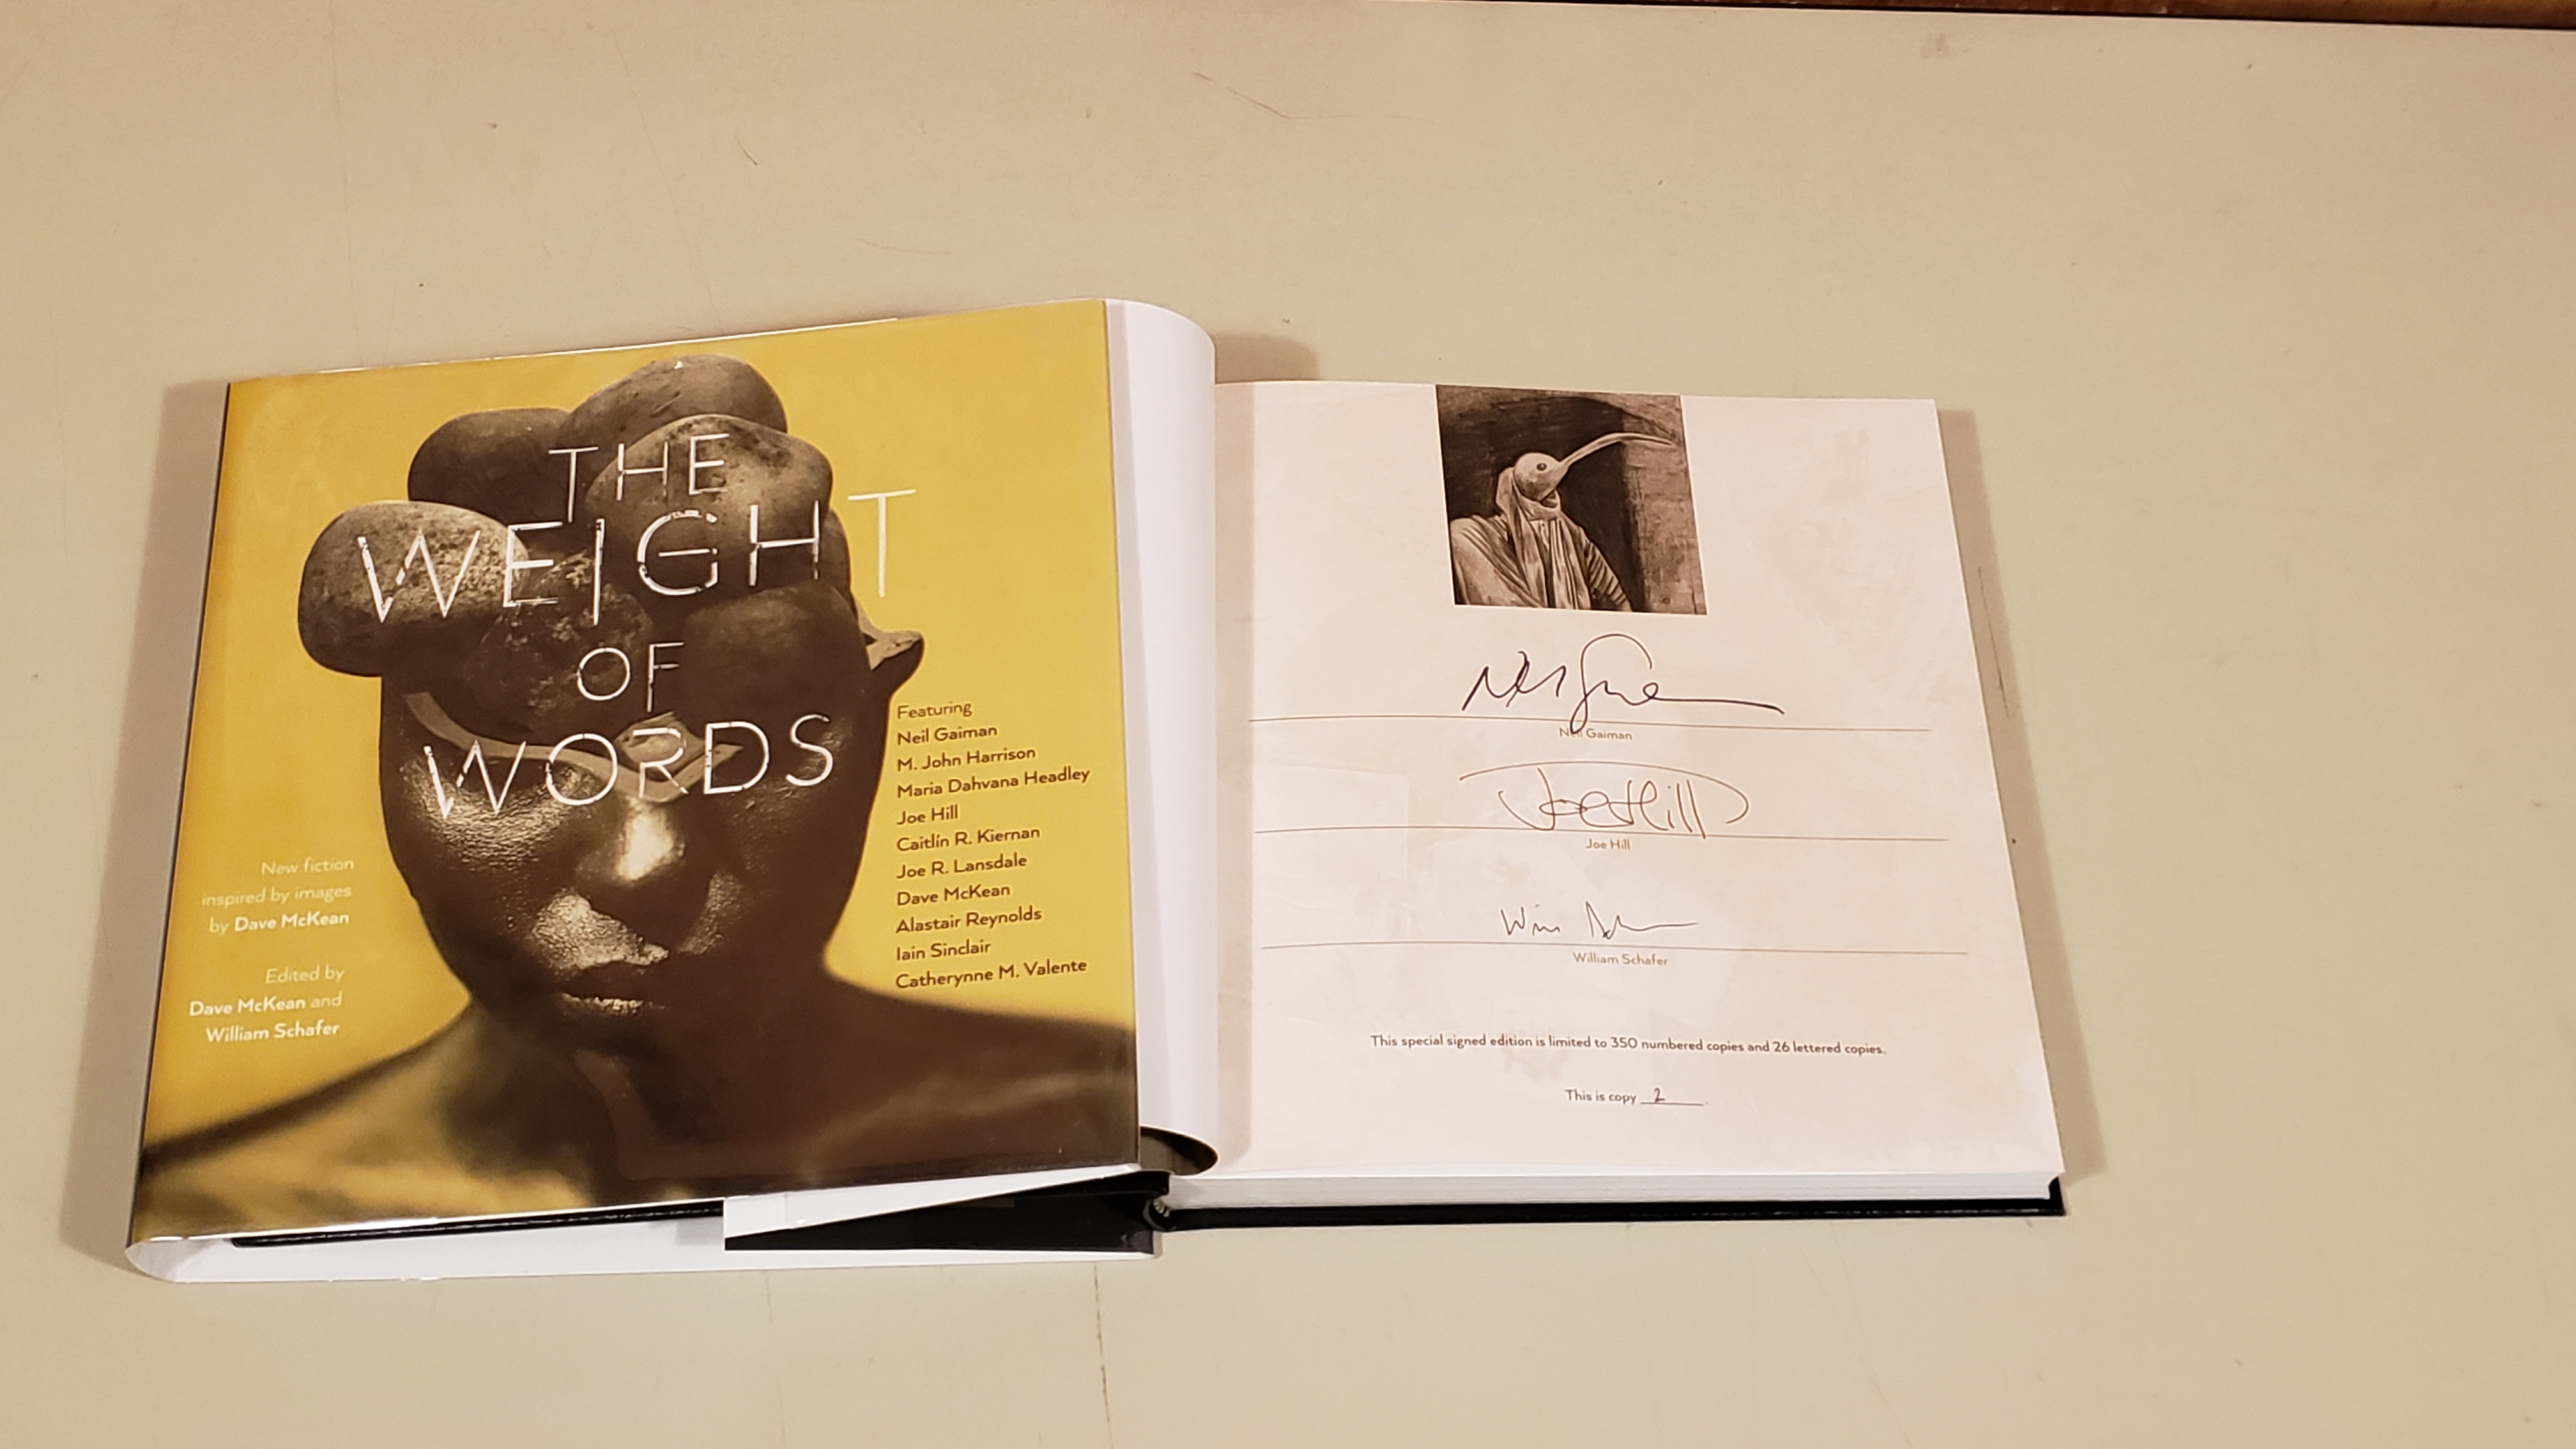 THE
WEIGHT
OF
WORDS
New fiction
inspired by images
by Dave McKean
Edited by
Dave McKean and
William Schafer
Featuring
Neil Gaiman
M. John Harrison
Maria Dahvana Headley
Joe Hill
Caitlín R. Kiernan
Joe R. Lansdale
Dave McKean
Alastair Reynolds
Iain Sinclair
Catherynne M. Valente
Neil Gaiman
Joe Hill
Joe Hill
William Schafer
This special signed edition is limited to 350 numbered copies and 26 lettered copies.
This is copy 2.